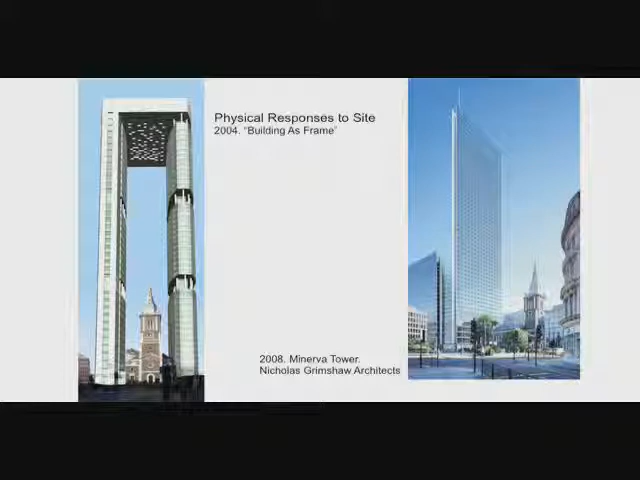 Physical Responses to Site
2004. "Building As Frame"
2008. Minerva Tower.
Nicholas Grimshaw Architects